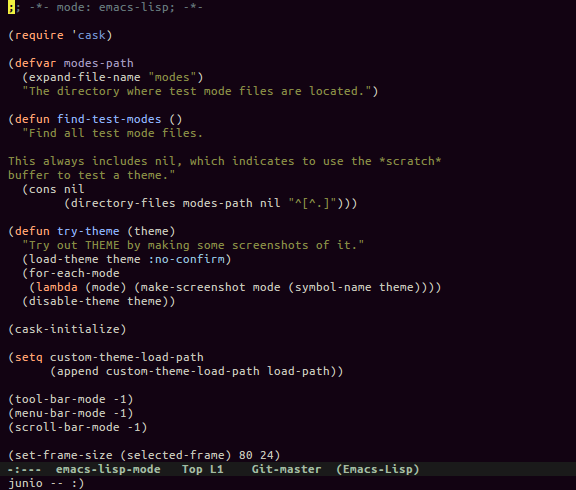 ;; -*- mode: emacs-lisp; -*-
(require 'cask)
(defvar modes-path
  (expand-file-name "modes")
  "The directory where test mode files are located.")
(defun find-test-modes ()
  "Find all test mode files.
This always includes nil, which indicates to use the *scratch*
buffer to test a theme."
  (cons nil
        (directory-files modes-path nil "^[^.]")))
(defun try-theme (theme)
  "Try out THEME by making some screenshots of it."
  (load-theme theme :no-confirm)
  (for-each-mode
   (lambda (mode) (make-screenshot mode (symbol-name theme))))
  (disable-theme theme))
(cask-initialize)
(setq custom-theme-load-path
      (append custom-theme-load-path load-path))
(tool-bar-mode -1)
(menu-bar-mode -1)
(scroll-bar-mode -1)
(set-frame-size (selected-frame) 80 24)
-:---  emacs-lisp-mode   Top L1    Git-master  (Emacs-Lisp)
junio -- :)